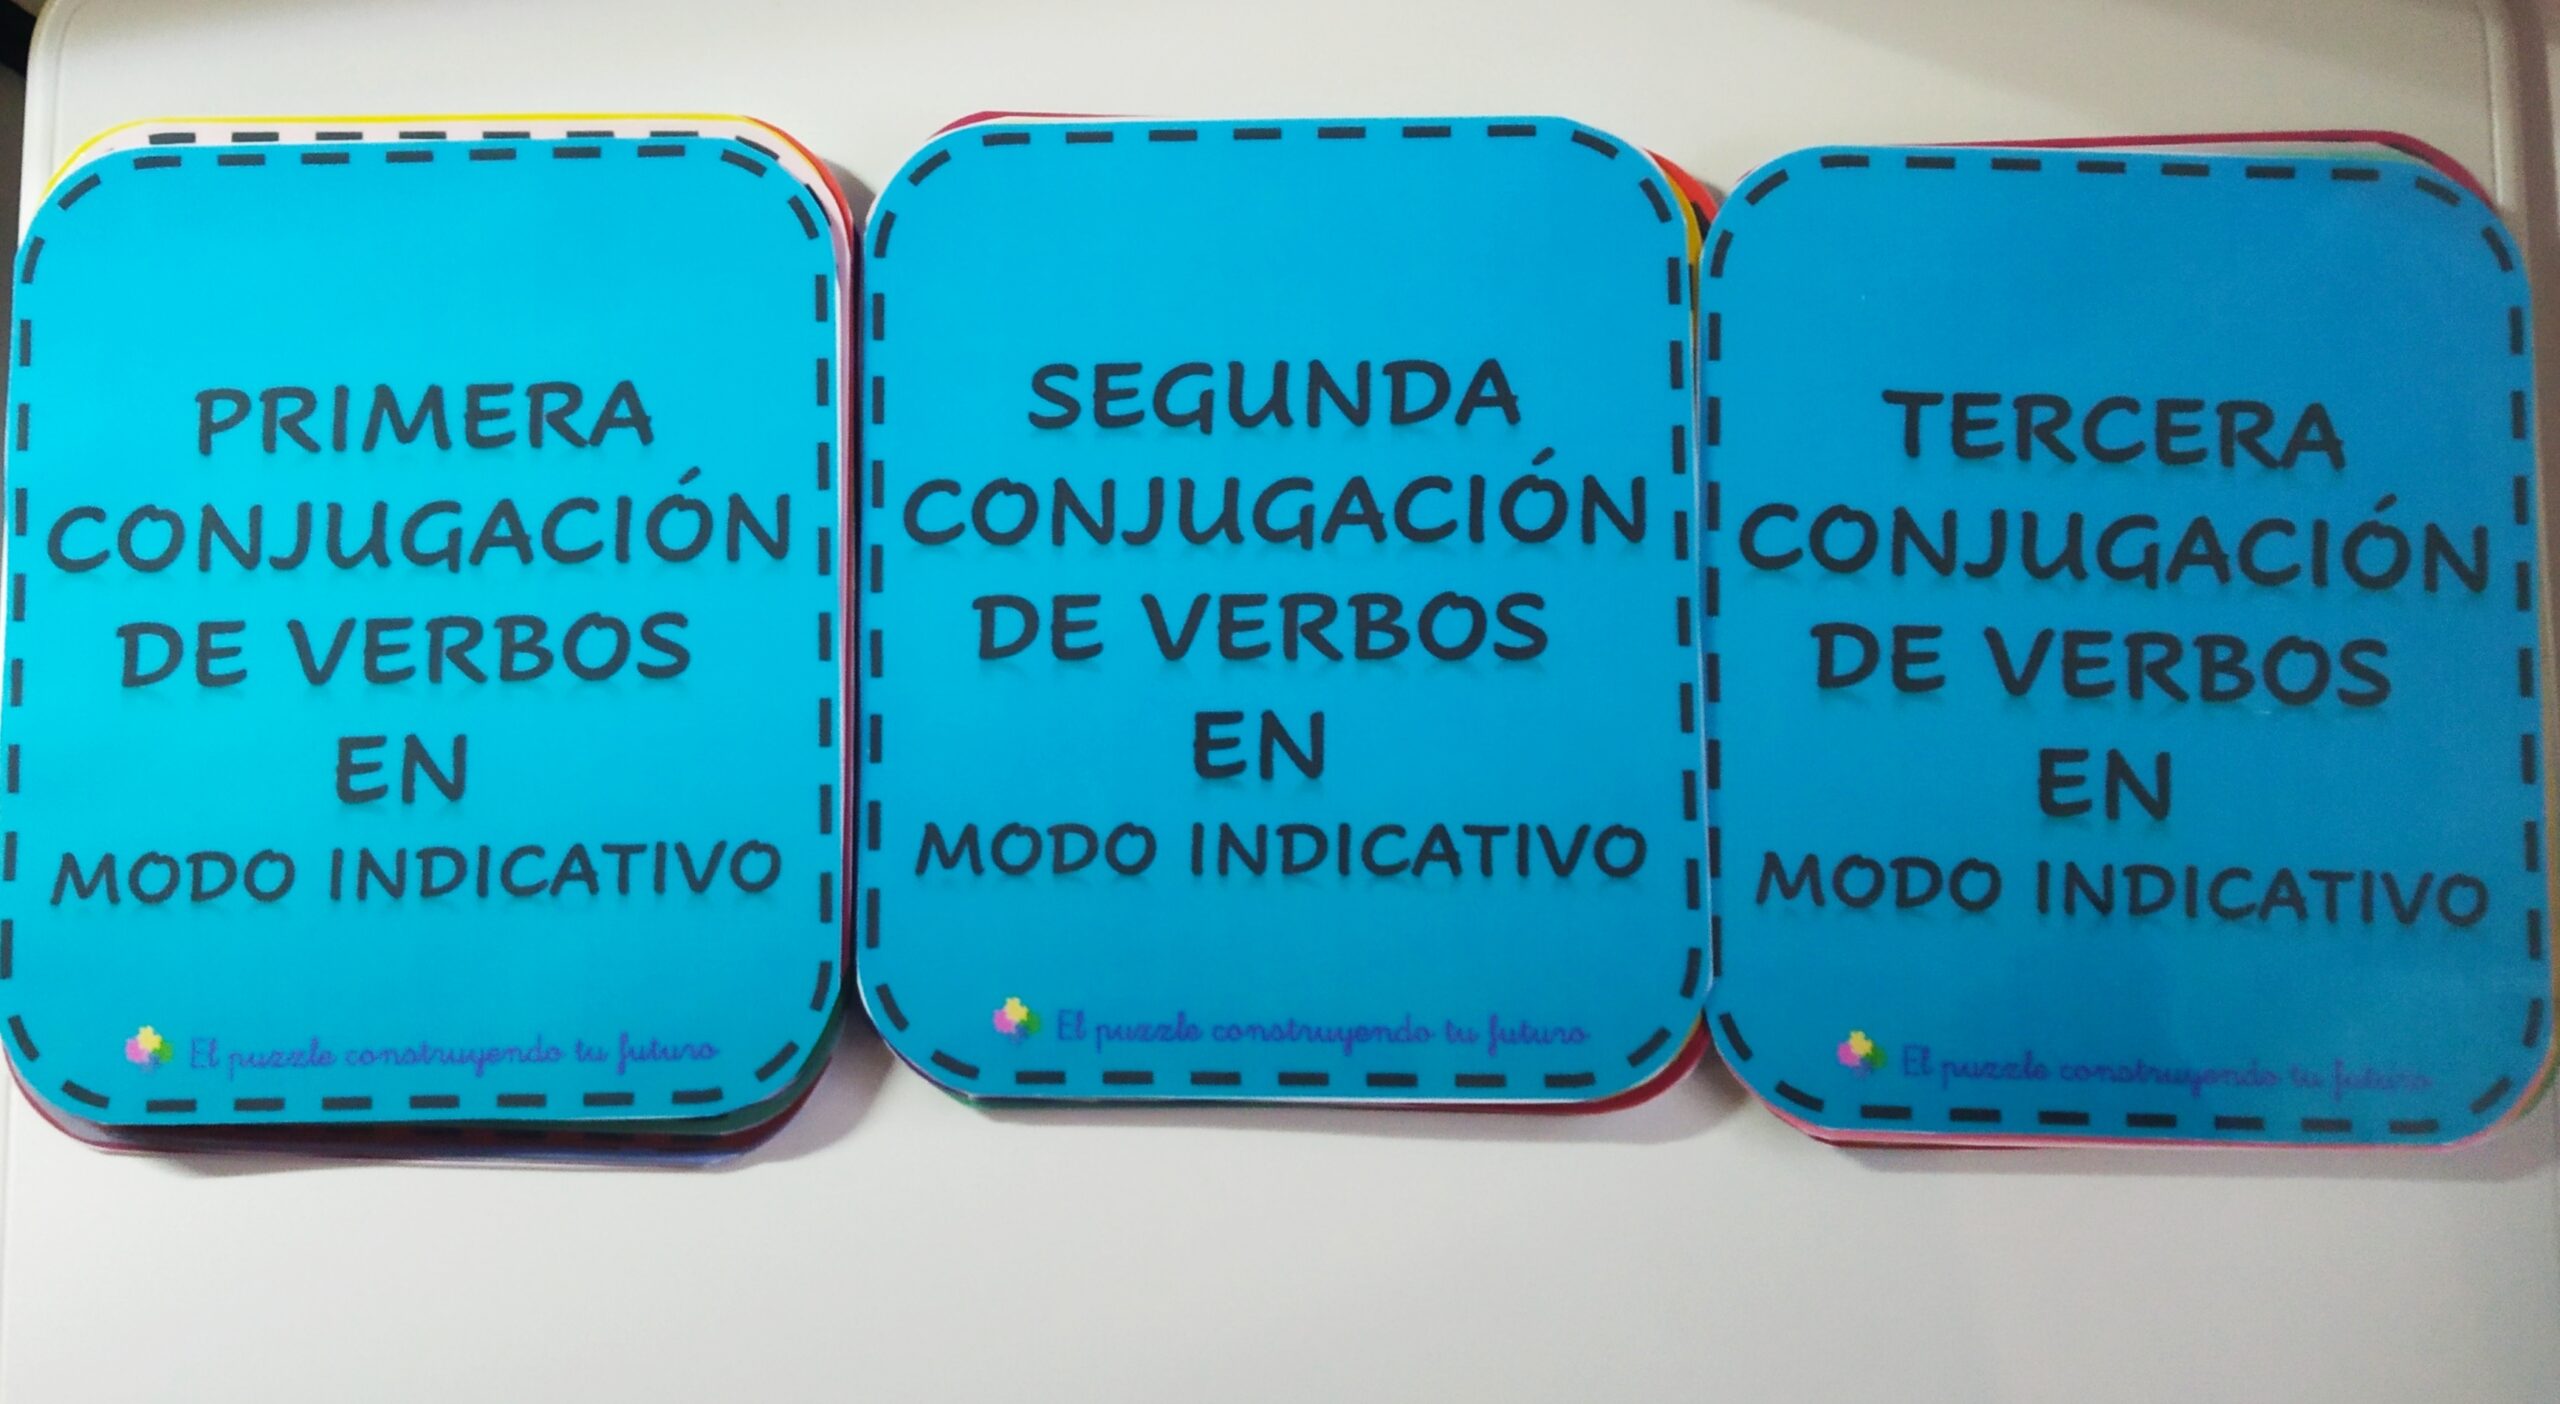 PRIMERA
CONJUGACIÓN
DE VERBOS
EN
MODO INDICATIVO
El puzzle construyendo tu futuro
SEGUNDA
CONJUGACIÓN
DE VERBOS
EN
MODO INDICATIVO
El puzzle construyendo tu futuro
TERCERA
CONJUGACIÓN
DE VERBOS
EN
MODO INDICATIVO
El puzzle construyendo tu futuro